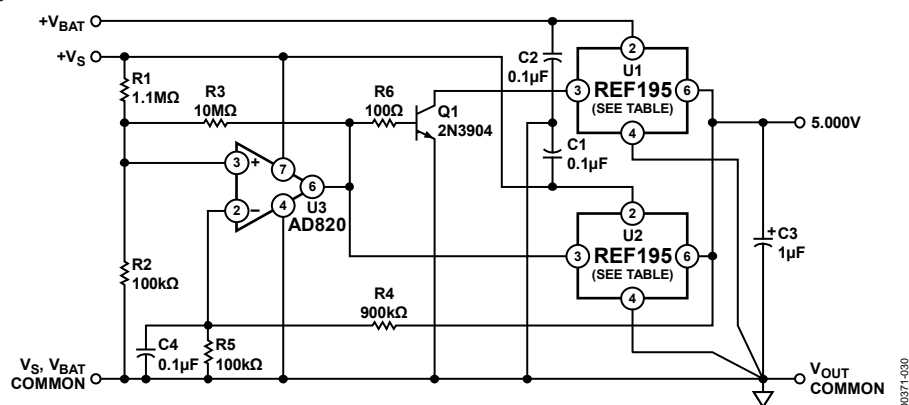 +VBAT
+VS
R1
1.1MΩ
R3
10MΩ
R6
100Ω
Q1
2N3904
C2
0.1µF
2
U1
3
REF195
6
(SEE TABLE)
4
5.000V
C1
0.1µF
3
+
7
2
–
4
6
U3
AD820
2
U2
3
REF195
6
(SEE TABLE)
4
+
C3
1µF
R2
100kΩ
R4
900kΩ
C4
0.1µF
R5
100kΩ
VS, VBAT
COMMON
VOUT
COMMON
00371-030